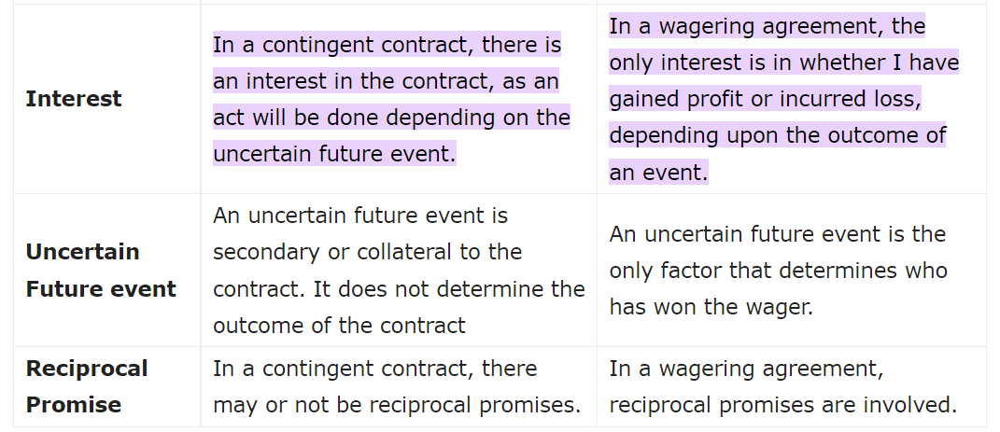 Interest
In a contingent contract, there is
an interest in the contract, as an
act will be done depending on the
uncertain future event.
In a wagering agreement, the
only interest is in whether I have
gained profit or incurred loss,
depending upon the outcome of
an event.
Uncertain
Future event
An uncertain future event is
secondary or collateral to the
contract. It does not determine the
outcome of the contract
An uncertain future event is the
only factor that determines who
has won the wager.
Reciprocal
Promise
In a contingent contract, there
may or not be reciprocal promises.
In a wagering agreement,
reciprocal promises are involved.